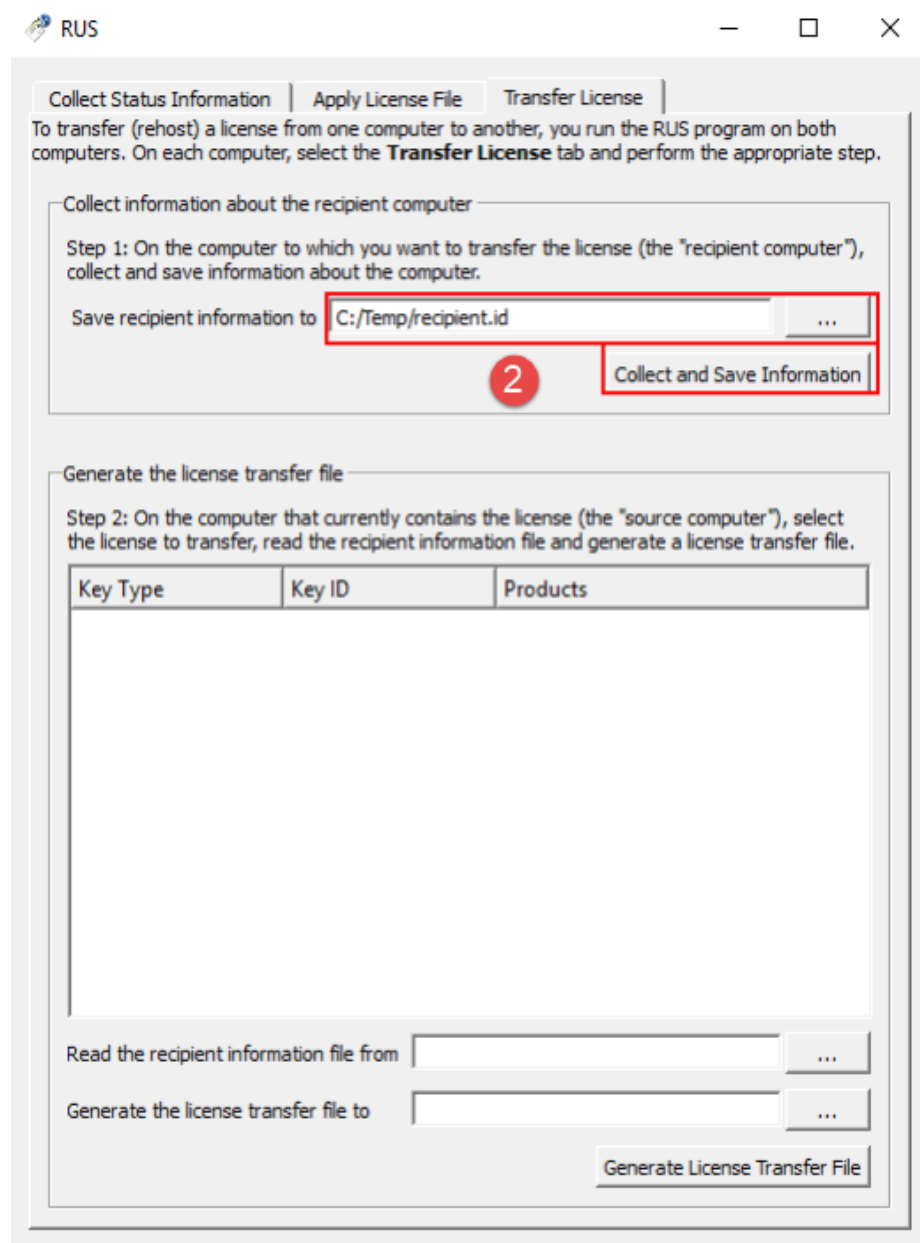 RUS
Collect Status Information
Apply License File
Transfer License
To transfer (rehost) a license from one computer to another, you run the RUS program on both
computers. On each computer, select the Transfer License tab and perform the appropriate step.
Collect information about the recipient computer
Step 1: On the computer to which you want to transfer the license (the "recipient computer"),
collect and save information about the computer.
Save recipient information to C:/Temp/recipient.id ...
2 Collect and Save Information
Generate the license transfer file
Step 2: On the computer that currently contains the license (the "source computer"), select
the license to transfer, read the recipient information file and generate a license transfer file.
Key Type Key ID Products
Read the recipient information file from ...
Generate the license transfer file to ...
Generate License Transfer File